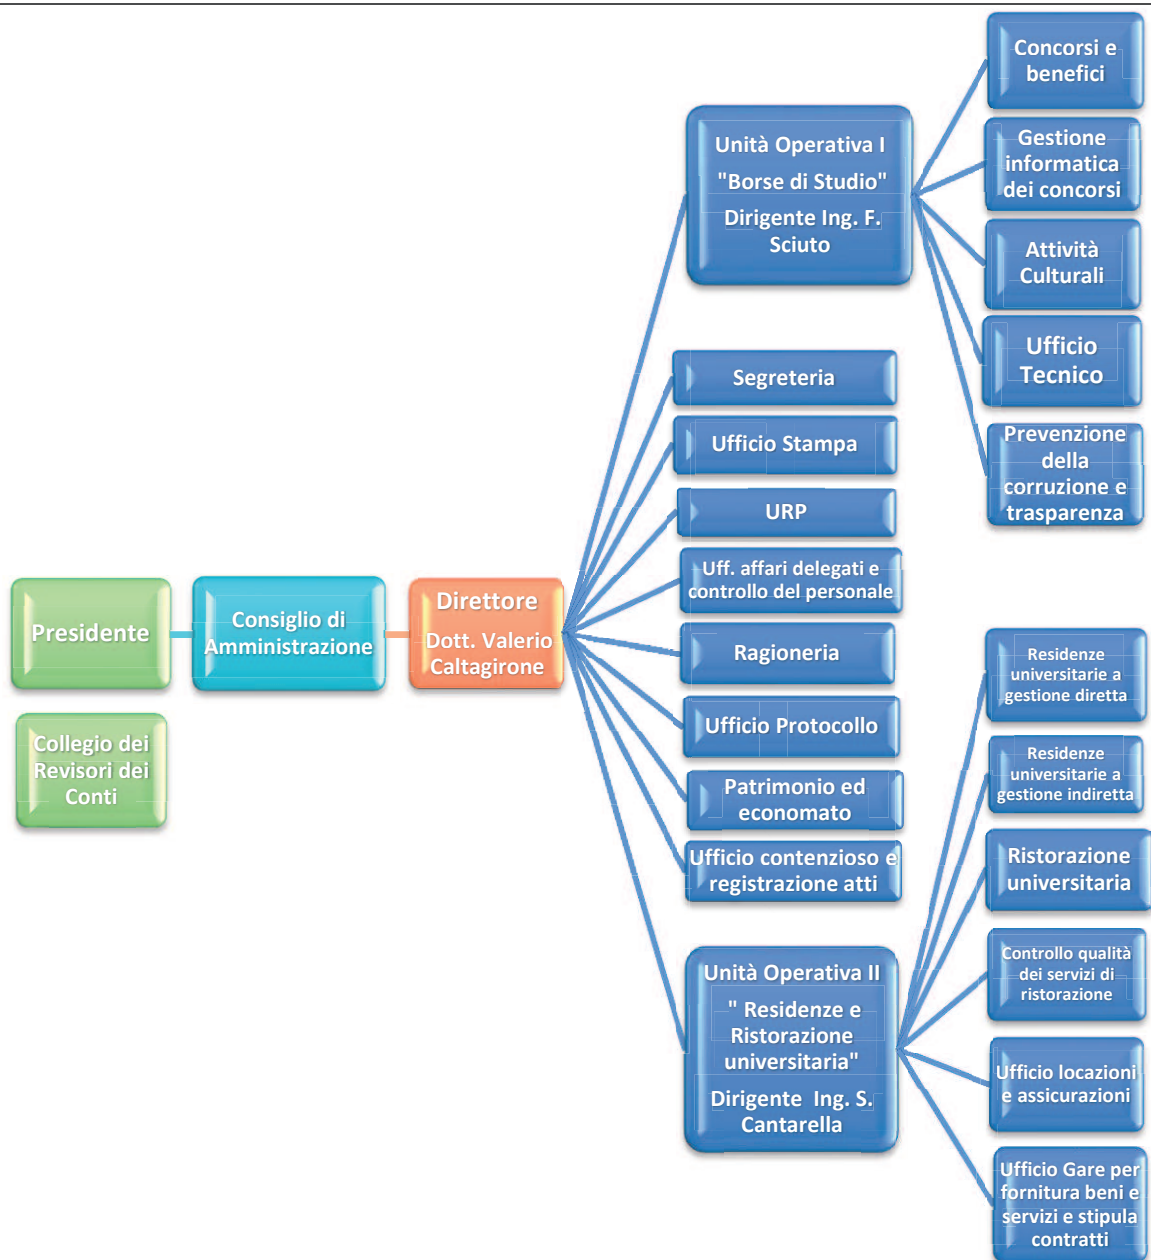 Presidente
Collegio dei
Revisori dei
Conti
Consiglio di
Amministrazione
Direttore
Dott. Valerio
Caltagirone
Unità Operativa I
"Borse di Studio"
Dirigente Ing. F.
Sciuto
Concorsi e
benefici
Gestione
informatica
dei concorsi
Attività
Culturali
Ufficio
Tecnico
Prevenzione
della
corruzione e
trasparenza
Segreteria
Ufficio Stampa
URP
Uff. affari delegati e
controllo del personale
Ragioneria
Ufficio Protocollo
Patrimonio ed
economato
Ufficio contenzioso e
registrazione atti
Unità Operativa II
" Residenze e
Ristorazione
universitaria"
Dirigente Ing. S.
Cantarella
Residenze
universitarie a
gestione diretta
Residenze
universitarie a
gestione indiretta
Ristorazione
universitaria
Controllo qualità
dei servizi di
ristorazione
Ufficio locazioni
e assicurazioni
Ufficio Gare per
fornitura beni e
servizi e stipula
contratti